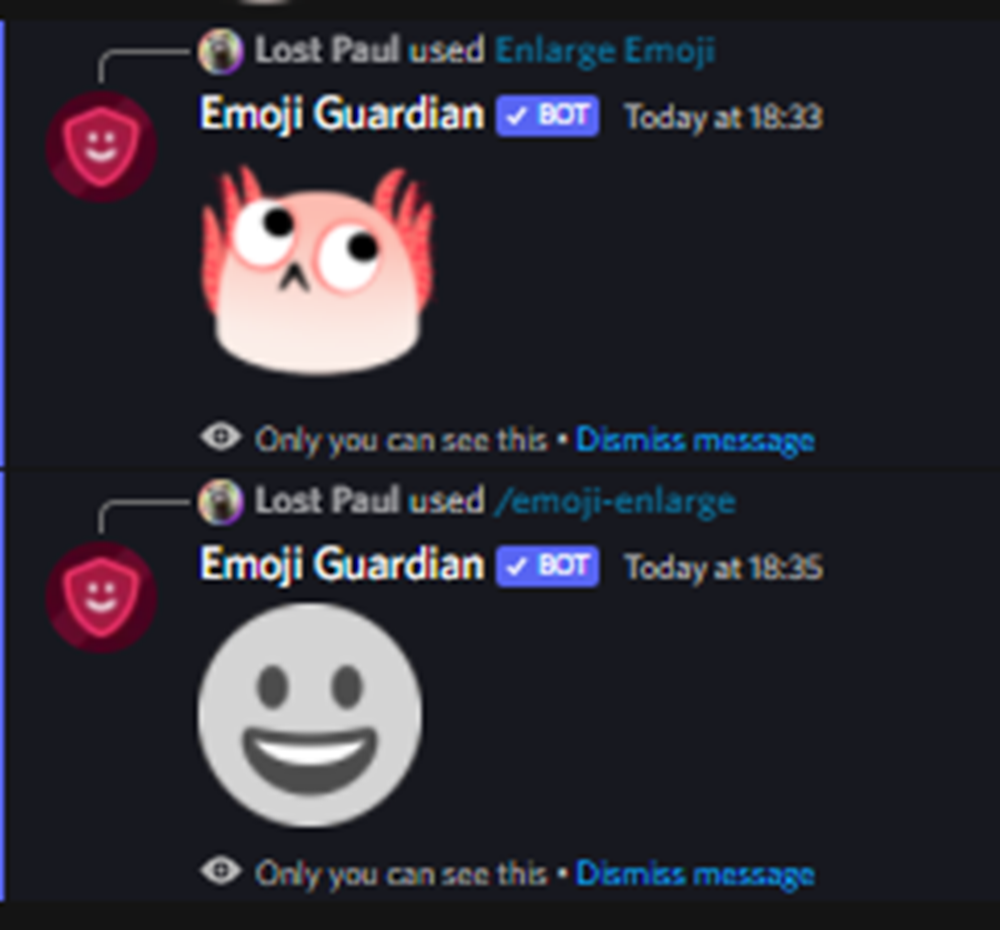 Lost Paul used Enlarge Emoji
Emoji Guardian ✓ BOT Today at 18:33
Only you can see this • Dismiss message
Lost Paul used /emoji-enlarge
Emoji Guardian ✓ BOT Today at 18:35
Only you can see this • Dismiss message